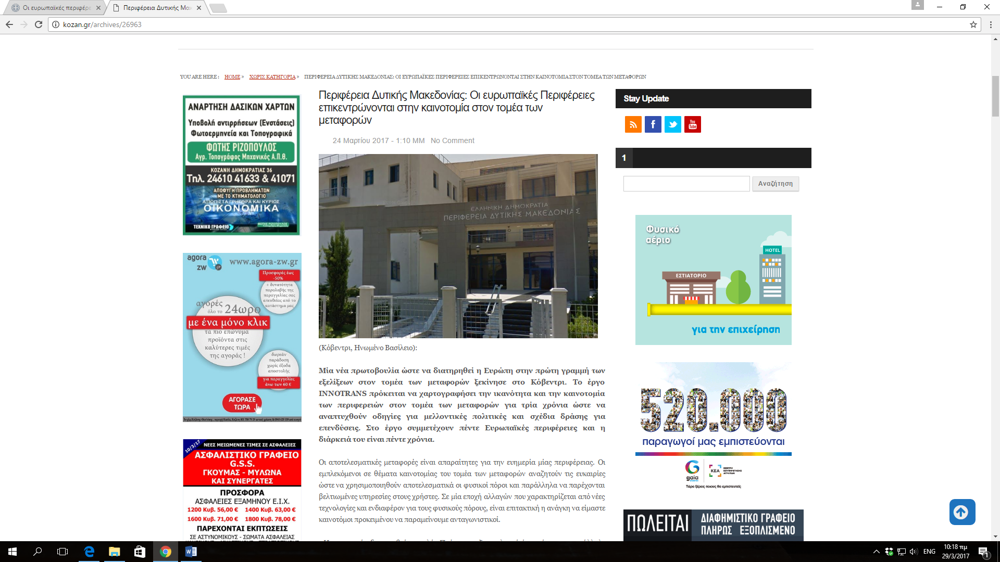 Οι ευρωπαϊκές περιφέρε
Περιφέρεια Δυτικής Μακ
kozan.gr/archives/26963
YOU ARE HERE : HOME » ΧΩΡΙΣ ΚΑΤΗΓΟΡΙΑ » ΠΕΡΙΦΕΡΕΙΑ ΔΥΤΙΚΗΣ ΜΑΚΕΔΟΝΙΑΣ: ΟΙ ΕΥΡΩΠΑΪΚΕΣ ΠΕΡΙΦΕΡΕΙΕΣ ΕΠΙΚΕΝΤΡΩΝΟΝΤΑΙ ΣΤΗΝ ΚΑΙΝΟΤΟΜΙΑ ΣΤΟΝ ΤΟΜΕΑ ΤΩΝ ΜΕΤΑΦΟΡΩΝ
ΑΝΑΡΤΗΣΗ ΔΑΣΙΚΩΝ ΧΑΡΤΩΝ
Υποβολή αντιρρήσεων (Ενστάσεις)
Φωτοερμηνεία και Τοπογραφικά
ΦΩΤΗΣ ΡΙΖΟΠΟΥΛΟΣ
Αγρ. Τοπογράφος Μηχανικός Α.Π.Θ.
ΚΟΖΑΝΗ ΔΗΜΟΚΡΑΤΙΑΣ 36
Τηλ. 24610 41633 & 41071
ΑΠΟΦΥΓΗ ΠΡΟΒΛΗΜΑΤΩΝ
ΜΕ ΤΟ ΚΤΗΜΑΤΟΛΟΓΙΟ
ΑΞΙΟΠΙΣΤΑ ΓΡΗΓΟΡΑ ΚΑΙ ΚΥΡΙΩΣ
ΟΙΚΟΝΟΜΙΚΑ
ΤΕΧΝΙΚΟ ΓΡΑΦΕΙΟ
ΦΩΤΗΣ ΡΙΖΟΠΟΥΛΟΣ
agora
zw
gr
www.agora-zw.gr
Προσφορές έως
-50%
+ δυνατότητα
παραλαβής της
παραγγελίας σας
απευθείας από το
κατάστημα μας
αγορές
όλο το 24ωρο
με ένα μόνο κλικ
τα πιο επώνυμα
προϊόντα στις
καλύτερες τιμές
της αγοράς !
δωρεάν
παράδοση
χωρίς έξοδα
αποστολής
για παραγγελίες
άνω των 60 €
ΑΓΟΡΑΣΕ
ΤΩΡΑ
10/3/17
ΝΕΕΣ ΜΕΙΩΜΕΝΕΣ ΤΙΜΕΣ ΣΕ ΑΣΦΑΛΕΙΕΣ
ΑΣΦΑΛΙΣΤΙΚΟ ΓΡΑΦΕΙΟ
G.S.S.
ΓΚΟΥΜΑΣ - ΜΥΛΩΝΑ
ΚΑΙ ΣΥΝΕΡΓΑΤΕΣ
ΠΡΟΣΦΟΡΑ
ΑΣΦΑΛΕΙΕΣ ΕΞΑΜΗΝΟΥ Ε.Ι.Χ.
1200 Κυβ. 56,00 € 1400 Κυβ. 63,00 €
1600 Κυβ. 71,00 € 1800 Κυβ. 78,00 €
ΠΑΡΕΧΟΝΤΑΙ ΕΚΠΤΩΣΕΙΣ
ΣΕ ΑΣΤΥΝΟΜΙΚΟΥΣ - ΣΩΜΑΤΑ ΑΣΦΑΛΕΙΑΣ
Περιφέρεια Δυτικής Μακεδονίας: Οι ευρωπαϊκές Περιφέρειες
επικεντρώνονται στην καινοτομία στον τομέα των
μεταφορών
24 Μαρτίου 2017 - 1:10 ΜΜ No Comment
ΕΛΛΗΝΙΚΗ ΔΗΜΟΚΡΑΤΙΑ
ΠΕΡΙΦΕΡΕΙΑ ΔΥΤΙΚΗΣ ΜΑΚΕΔΟΝΙΑΣ
(Κόβεντρι, Ηνωμένο Βασίλειο):
Μία νέα πρωτοβουλία ώστε να διατηρηθεί η Ευρώπη στην πρώτη γραμμή των
εξελίξεων στον τομέα των μεταφορών ξεκίνησε στο Κόβεντρι. Το έργο
INNOTRANS πρόκειται να χαρτογραφήσει την ικανότητα και την καινοτομία
των περιφερειών στον τομέα των μεταφορών για τρία χρόνια ώστε να
αναπτυχθούν οδηγίες για μελλοντικές πολιτικές και σχέδια δράσης για
επενδύσεις. Στο έργο συμμετέχουν πέντε Ευρωπαϊκές περιφέρειες και η
διάρκειά του είναι πέντε χρόνια.
Οι αποτελεσματικές μεταφορές είναι απαραίτητες για την ευημερία μίας περιφέρειας. Οι
εμπλεκόμενοι σε θέματα καινοτομίας του τομέα των μεταφορών αναζητούν τις ευκαιρίες
ώστε να χρησιμοποιηθούν αποτελεσματικά οι φυσικοί πόροι και παράλληλα να παρέχονται
βελτιωμένες υπηρεσίες στους χρήστες. Σε μία εποχή αλλαγών που χαρακτηρίζεται από νέες
τεχνολογίες και ενδιαφέρον για τους φυσικούς πόρους, είναι επιτακτική η ανάγκη να είμαστε
καινοτόμοι προκειμένου να παραμείνουμε ανταγωνιστικοί.
Stay Update
You
Tube
1
Αναζήτηση
Φυσικό
αέριο
HOTEL
ΕΣΤΙΑΤΟΡΙΟ
για την επιχείρηση
520.000
παραγωγοί μας εμπιστεύονται
gaia
ΚΕΑ
ΚΕΝΤΡΟ
ΕΞΥΠΗΡΕΤΗΣΗΣ
ΑΓΡΟΤΩΝ
Τώρα ξέρεις ποιους θα εμπιστευτείς
ΠΩΛΕΙΤΑΙ
ΔΙΑΦΗΜΙΣΤΙΚΟ ΓΡΑΦΕΙΟ
ΠΛΗΡΩΣ ΕΞΟΠΛΙΣΜΕΝΟ
ENG
10:18 πμ
29/3/2017
1